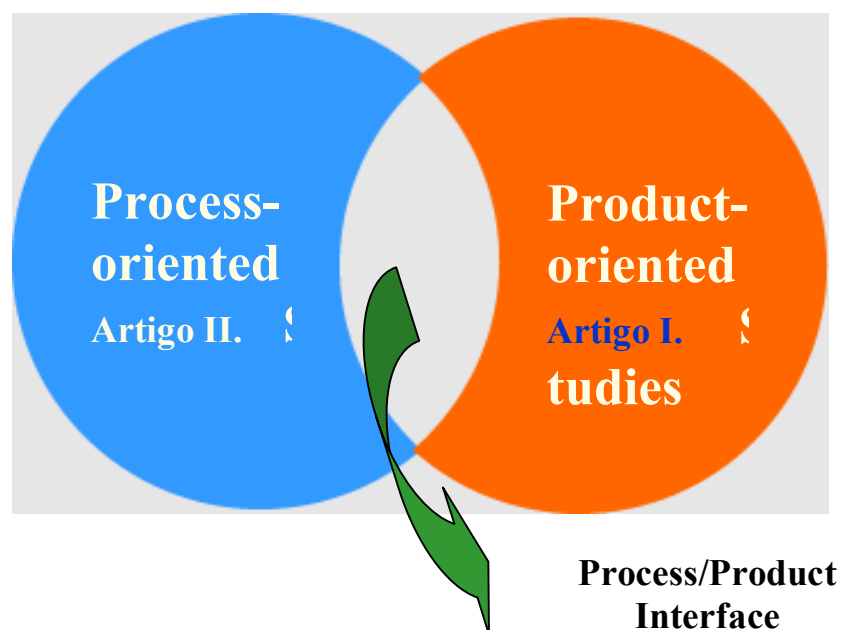 Process-
oriented
Artigo II. S
Product-
oriented
Artigo I. S
tudies
Process/Product
Interface